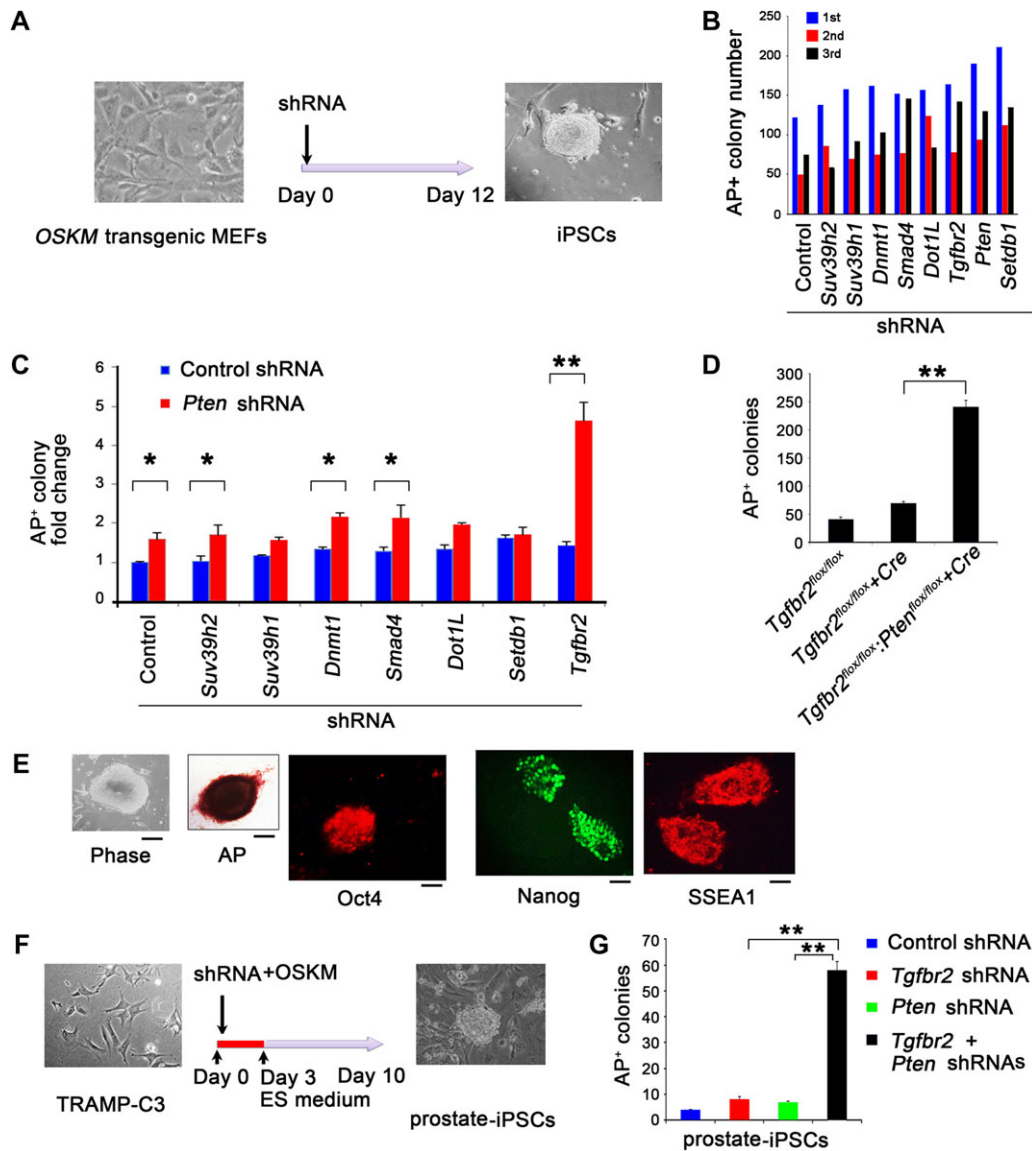 A
shRNA
Day 0
Day 12
OSKM transgenic MEFs
iPSCs
B
AP+ colony number
250
200
150
100
50
0
1st
2nd
3rd
Control
Suv39h2
Suv39h1
Dnmt1
Smad4
Dot1L
Tgfbr2
Pten
Setdb1
shRNA
C
AP+ colony
fold change
6
5
4
3
2
1
0
Control shRNA
Pten shRNA
*
*
*
*
**
Control
Suv39h2
Suv39h1
Dnmt1
Smad4
Dot1L
Setdb1
Tgfbr2
shRNA
D
AP+ colonies
300
250
200
100
50
0
**
Tgfbr2flox/flox
Tgfbr2flox/flox+Cre
Tgfbr2flox/flox:Ptenflox/flox+Cre
E
Phase
AP
Oct4
Nanog
SSEA1
F
shRNA+OSKM
Day 0
Day 3
Day 10
ES medium
TRAMP-C3
prostate-iPSCs
G
AP+ colonies
70
60
50
40
30
20
10
0
**
**
prostate-iPSCs
Control shRNA
Tgfbr2 shRNA
Pten shRNA
Tgfbr2 +
Pten shRNAs